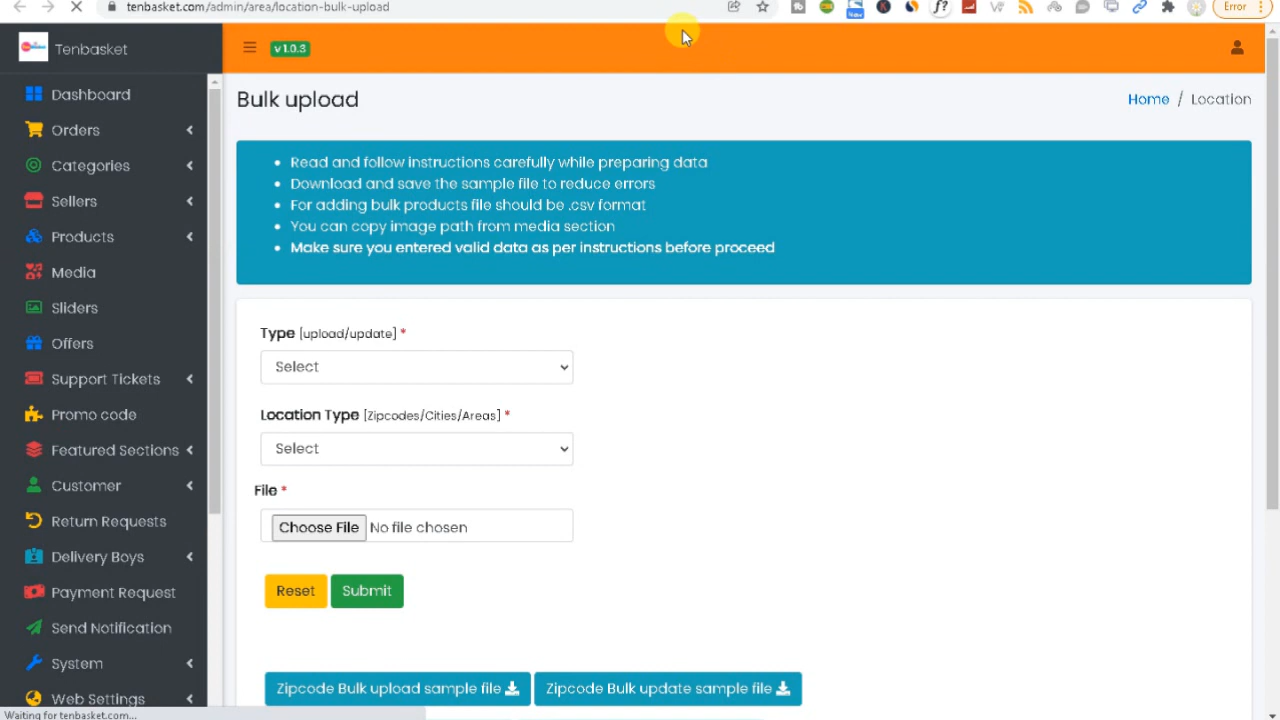 tenbasket.com/admin/area/location-bulk-upload
New
Error
Tenbasket
v 1.0.3
Dashboard
Orders
Categories
Sellers
Products
Media
Sliders
Offers
Support Tickets
Promo code
Featured Sections
Customer
Return Requests
Delivery Boys
Payment Request
Send Notification
System
Web Settings
Bulk upload
Home / Location
Read and follow instructions carefully while preparing data
Download and save the sample file to reduce errors
For adding bulk products file should be .csv format
You can copy image path from media section
Make sure you entered valid data as per instructions before proceed
Type [upload/update] *
Select
Location Type [Zipcodes/Cities/Areas] *
Select
File *
Choose File No file chosen
Reset Submit
Zipcode Bulk upload sample file Zipcode Bulk update sample file
Waiting for tenbasket.com...